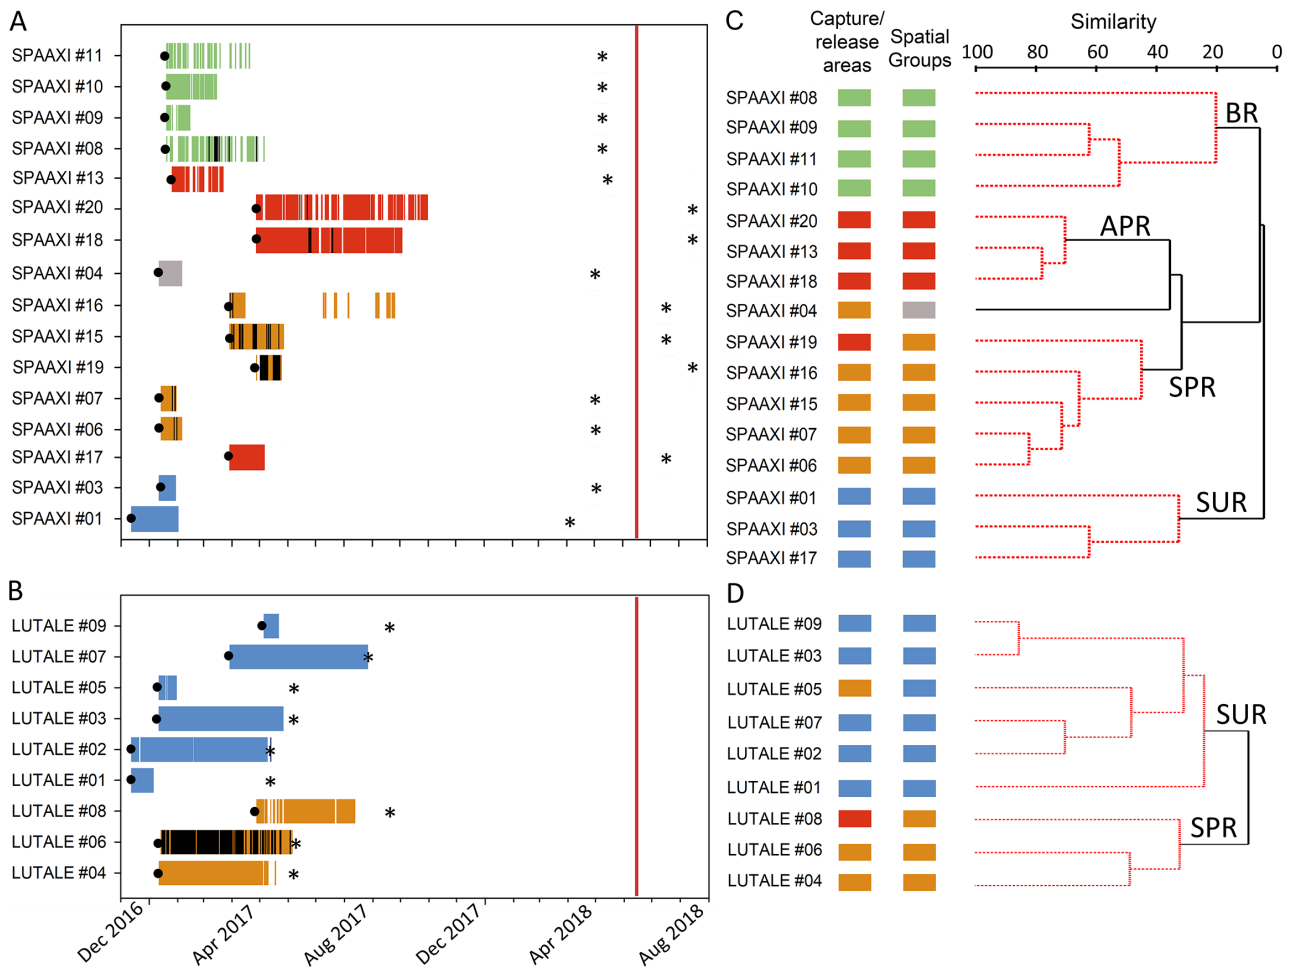 A
SPAAXI #11
SPAAXI #10
SPAAXI #09
SPAAXI #08
SPAAXI #13
SPAAXI #20
SPAAXI #18
SPAAXI #04
SPAAXI #16
SPAAXI #15
SPAAXI #19
SPAAXI #07
SPAAXI #06
SPAAXI #17
SPAAXI #03
SPAAXI #01
B
LUTALE #09
LUTALE #07
LUTALE #05
LUTALE #03
LUTALE #02
LUTALE #01
LUTALE #08
LUTALE #06
LUTALE #04
Dec 2016
Apr 2017
Aug 2017
Dec 2017
Apr 2018
Aug 2018
C
Capture/
release
areas
Spatial
Groups
Similarity
100 80 60 40 20 0
SPAAXI #08
SPAAXI #09
SPAAXI #11
SPAAXI #10
SPAAXI #20
SPAAXI #13
SPAAXI #18
SPAAXI #04
SPAAXI #19
SPAAXI #16
SPAAXI #15
SPAAXI #07
SPAAXI #06
SPAAXI #01
SPAAXI #03
SPAAXI #17
BR
APR
SPR
SUR
D
LUTALE #09
LUTALE #03
LUTALE #05
LUTALE #07
LUTALE #02
LUTALE #01
LUTALE #08
LUTALE #06
LUTALE #04
SUR
SPR